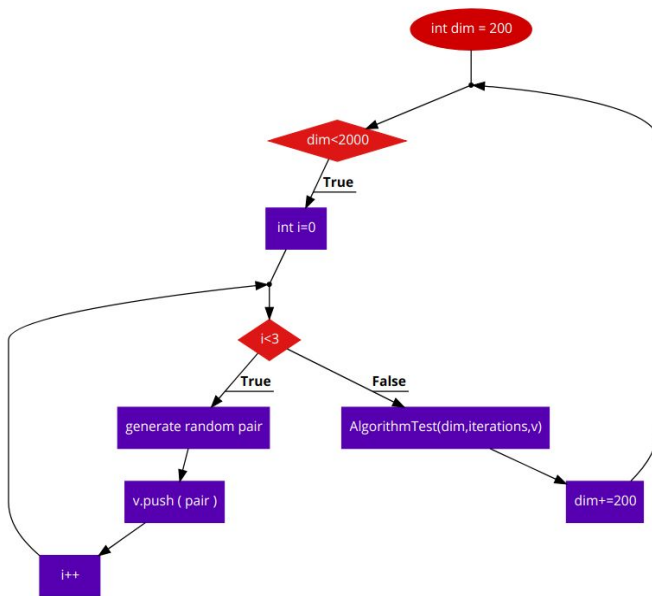 int dim = 200
dim<2000
True
int i=0
i<3
True
False
generate random pair
AlgorithmTest(dim,iterations,v)
v.push ( pair )
dim+=200
i++